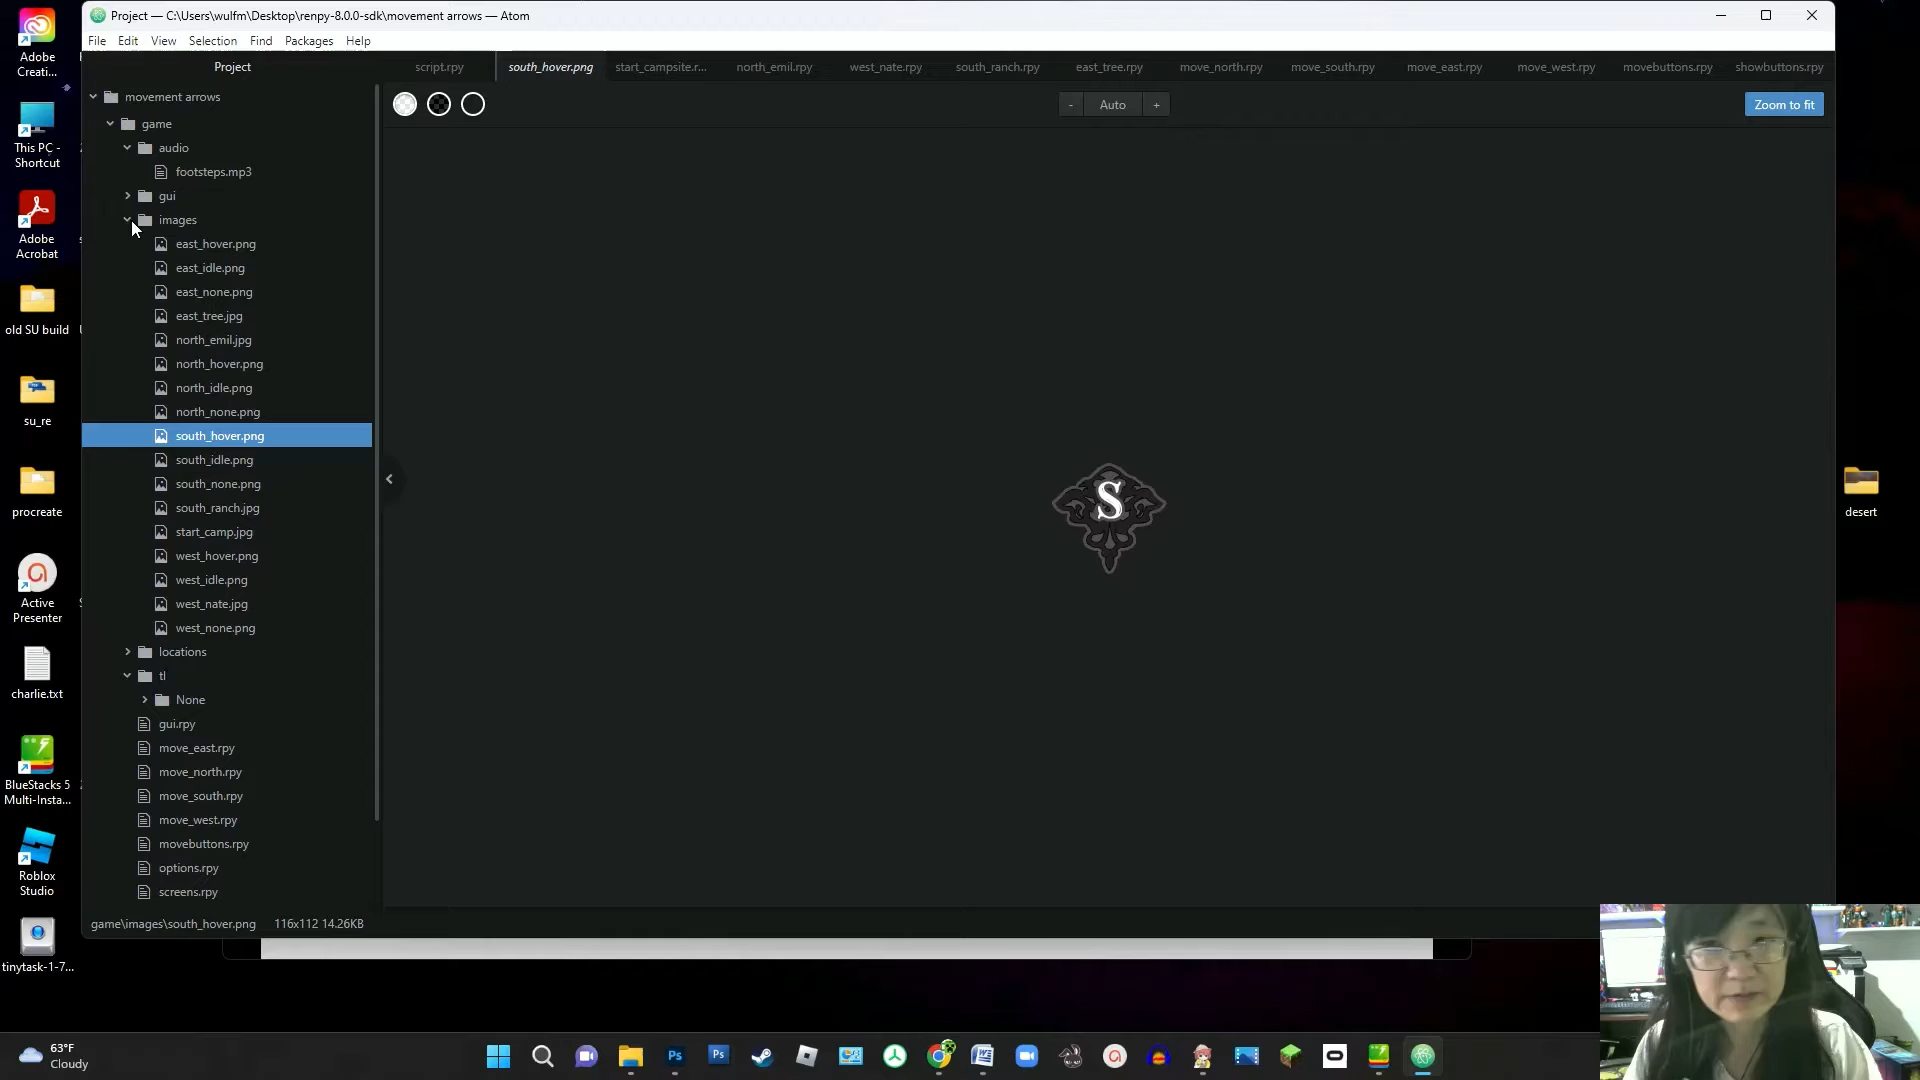 Project — C:\Users\wulfm\Desktop\renpy-8.0.0-sdk\movement arrows — Atom
File Edit View Selection Find Packages Help
Project
script.rpy
south_hover.png
start_campsite.r...
north_emil.rpy
west_nate.rpy
south_ranch.rpy
east_tree.rpy
move_north.rpy
move_south.rpy
move_east.rpy
move_west.rpy
movebuttons.rpy
showbuttons.rpy
- Auto +
Zoom to fit
movement arrows
game
audio
footsteps.mp3
gui
images
east_hover.png
east_idle.png
east_none.png
east_tree.jpg
north_emil.jpg
north_hover.png
north_idle.png
north_none.png
south_hover.png
south_idle.png
south_none.png
south_ranch.jpg
start_camp.jpg
west_hover.png
west_idle.png
west_nate.jpg
west_none.png
locations
tl
None
gui.rpy
move_east.rpy
move_north.rpy
move_south.rpy
move_west.rpy
movebuttons.rpy
options.rpy
screens.rpy
game\images\south_hover.png 116x112 14.26KB
S
Adobe
Creati...
This PC -
Shortcut
Adobe
Acrobat
old SU build
su_re
procreate
Active
Presenter
charlie.txt
BlueStacks 5
Multi-Insta...
Roblox
Studio
tinytask-1-7...
desert
63°F
Cloudy
Ps
Ps